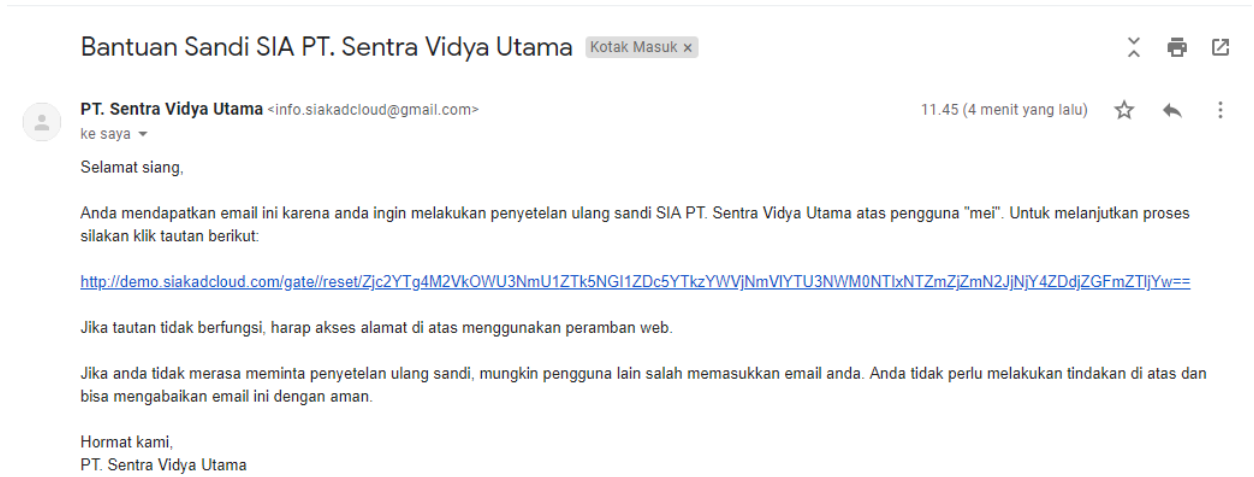 Bantuan Sandi SIA PT. Sentra Vidya Utama Kotak Masuk x
PT. Sentra Vidya Utama <info.siakadcloud@gmail.com> 11.45 (4 menit yang lalu)
ke saya
Selamat siang,
Anda mendapatkan email ini karena anda ingin melakukan penyetelan ulang sandi SIA PT. Sentra Vidya Utama atas pengguna "mei". Untuk melanjutkan proses
silakan klik tautan berikut:
http://demo.siakadcloud.com/gate//reset/Zjc2YTg4M2VkOWU3NmU1ZTk5NGI1ZDc5YTkzYWVjNmVlYTU3NWM0NTIxNTZmZjZmN2JjNjY4ZDdjZGFmZTljYw==
Jika tautan tidak berfungsi, harap akses alamat di atas menggunakan peramban web.
Jika anda tidak merasa meminta penyetelan ulang sandi, mungkin pengguna lain salah memasukkan email anda. Anda tidak perlu melakukan tindakan di atas dan
bisa mengabaikan email ini dengan aman.
Hormat kami,
PT. Sentra Vidya Utama